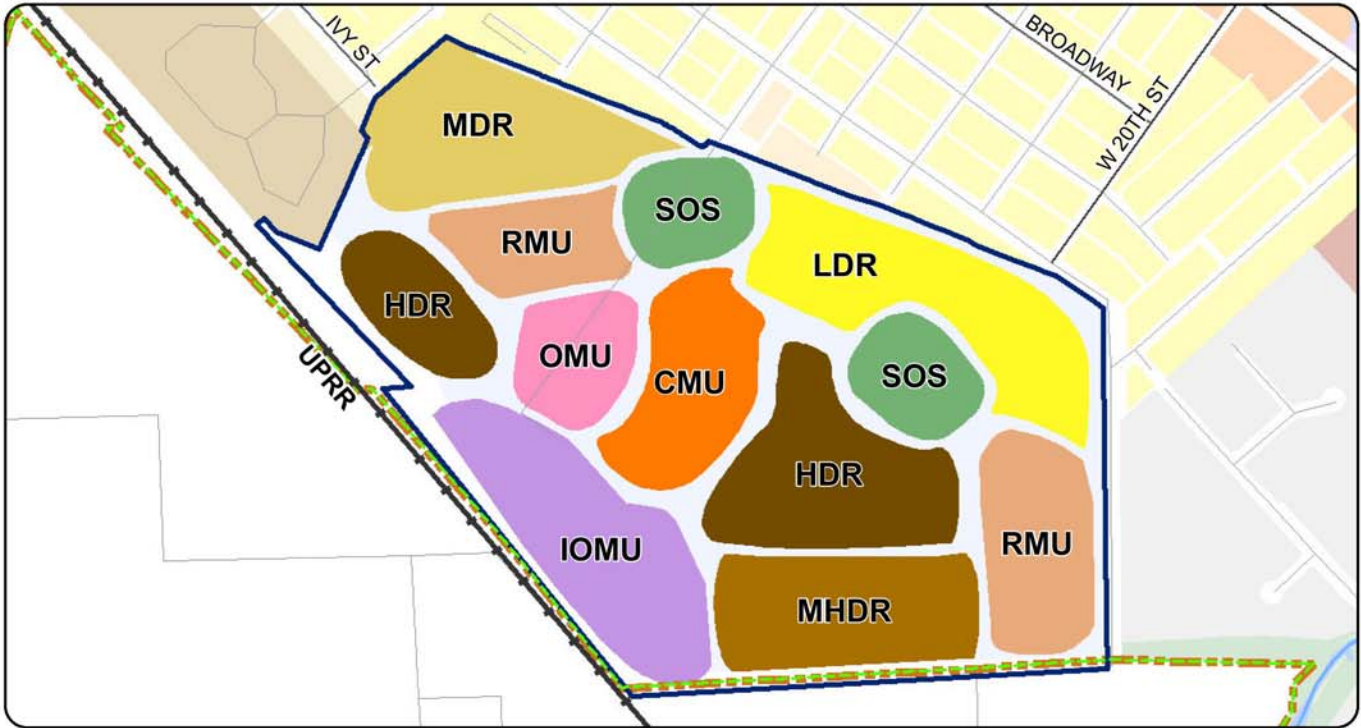 IVY ST
BROADWAY
W 20TH ST
MDR
SOS
RMU
LDR
HDR
OMU
CMU
SOS
UPRR
HDR
IOMU
RMU
MHDR